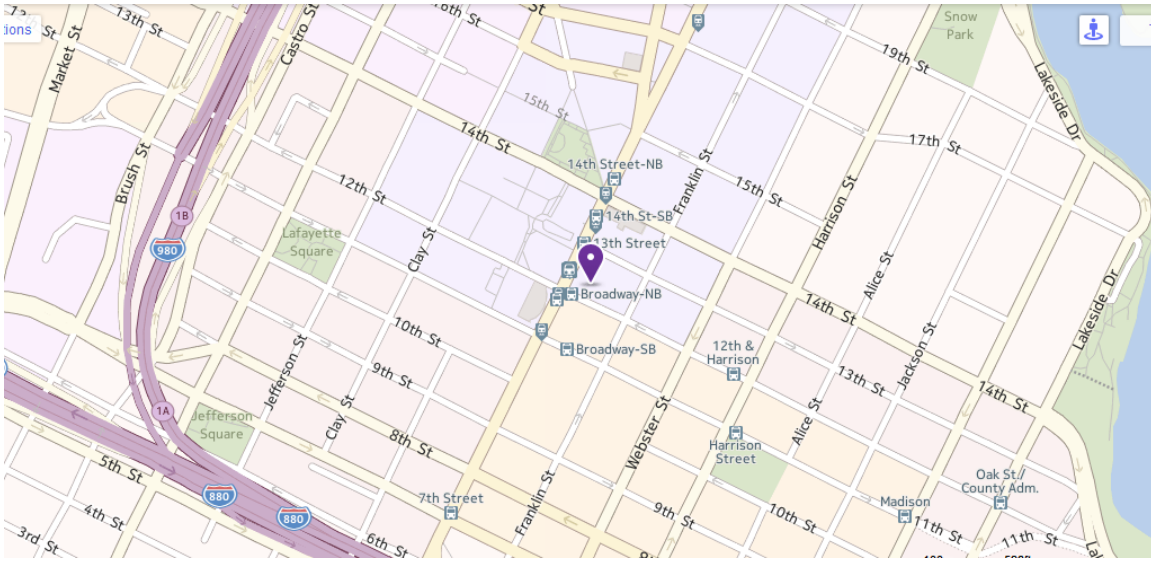 13th St
16th St
St
Snow
Park
tions
Market St
Castro St
19th St
Lakeside Dr
15th St
14th St
17th St
Brush St
14th Street-NB
Franklin St
15th St
12th St
Harrison St
1B
14th St-SB
Lafayette
Square
Clay St
13th Street
980
Alice St
Broadway-NB
Lakeside Dr
14th St
10th St
Jefferson St
Broadway-SB
12th &
Harrison
Jackson St
9th St
13th St
14th St
1A
Jefferson
Square
Clay St
Webster St
Alice St
8th St
Harrison
Street
5th St
Oak St./
County Adm.
880
7th Street
Franklin St
Madison
4th St
880
9th St
10th St
11th St
11th St
3rd St
6th St